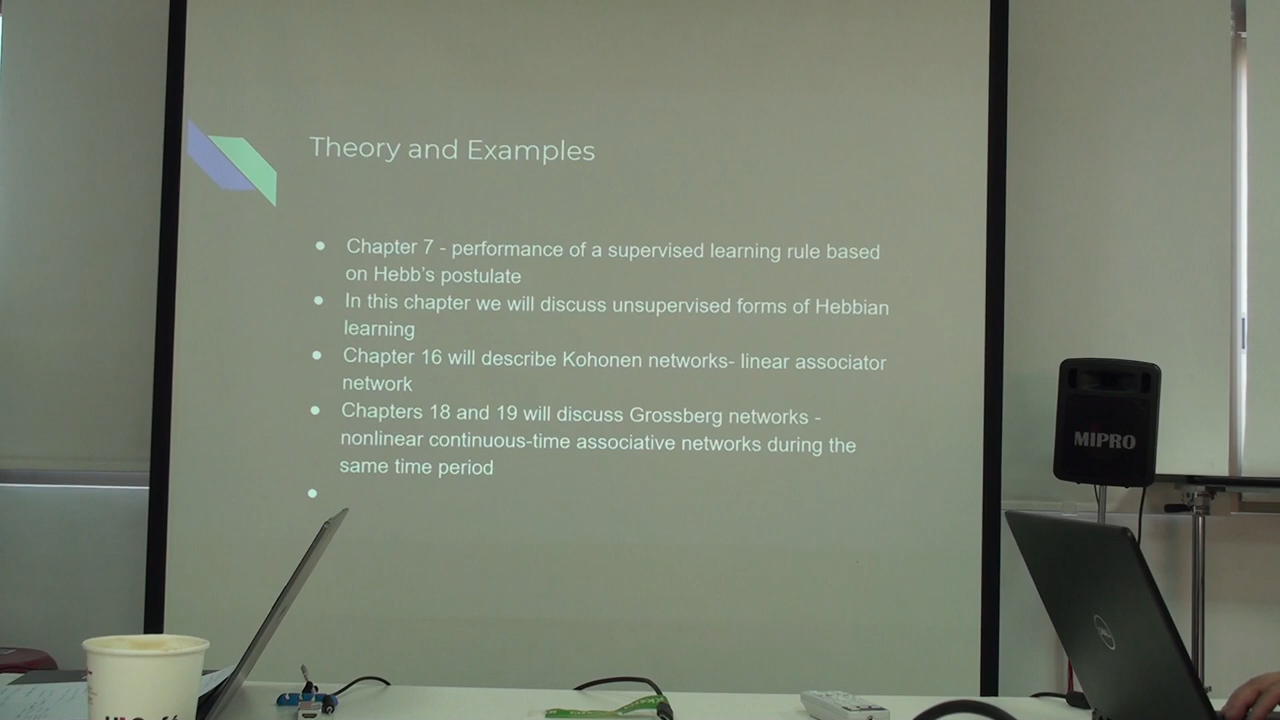 Theory and Examples
● Chapter 7 - performance of a supervised learning rule based
on Hebb's postulate
● In this chapter we will discuss unsupervised forms of Hebbian
learning
● Chapter 16 will describe Kohonen networks- linear associator
network
● Chapters 18 and 19 will discuss Grossberg networks -
nonlinear continuous-time associative networks during the
same time period
●
MIPRO
DELL